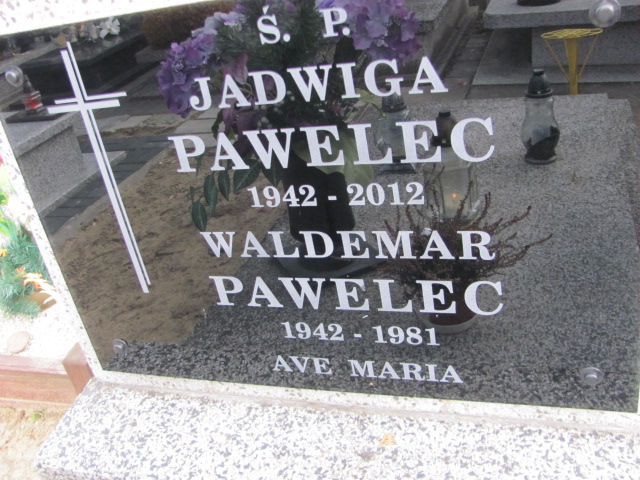 Ś. P.
JADWIGA
PAWELEC
1942 - 2012
WALDEMAR
PAWELEC
1942 - 1981
AVE MARIA